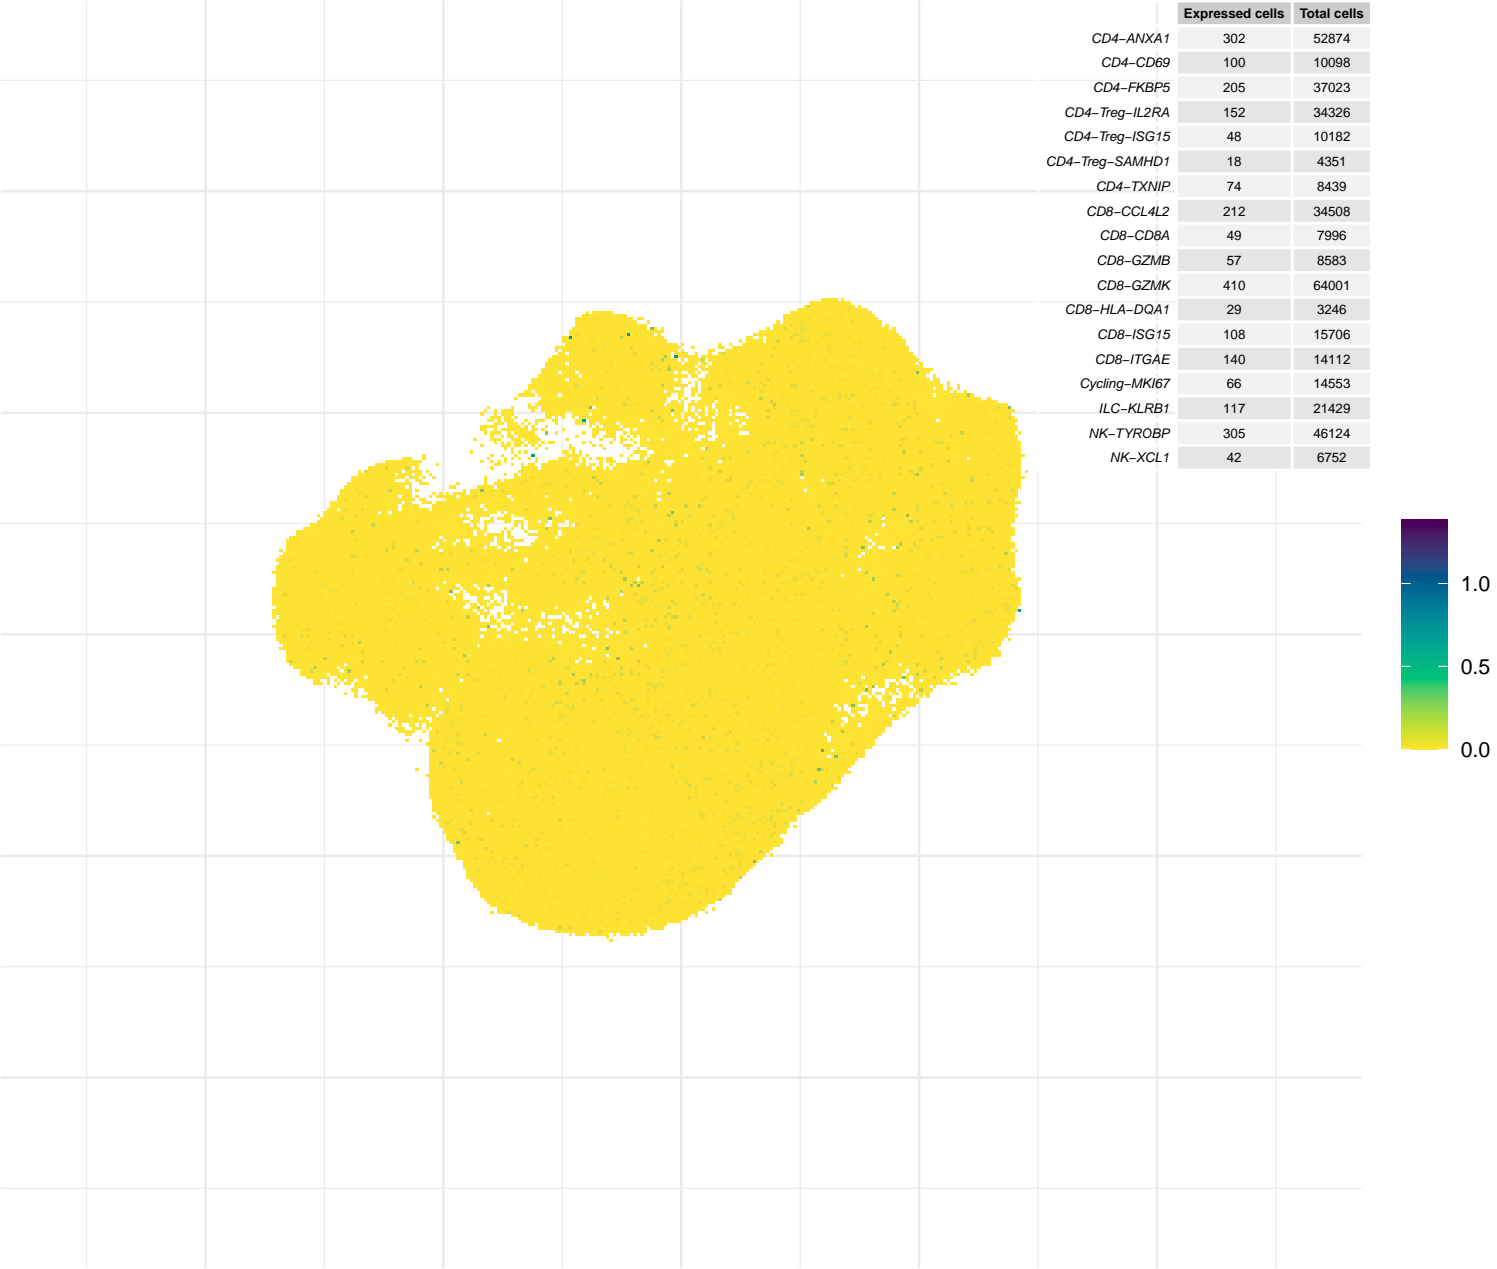 Expressed cells Total cells
CD4−ANXA1 302 52874
CD4−CD69 100 10098
CD4−FKBP5 205 37023
CD4−Treg−IL2RA 152 34326
CD4−Treg−ISG15 48 10182
CD4−Treg−SAMHD1 18 4351
CD4−TXNIP 74 8439
CD8−CCL4L2 212 34508
CD8−CD8A 49 7996
CD8−GZMB 57 8583
CD8−GZMK 410 64001
CD8−HLA−DQA1 29 3246
CD8−ISG15 108 15706
CD8−ITGAE 140 14112
Cycling−MKI67 66 14553
ILC−KLRB1 117 21429
NK−TYROBP 305 46124
NK−XCL1 42 6752
1.0
0.5
0.0